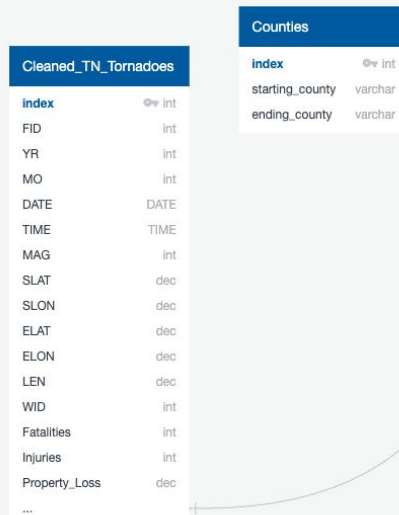 Counties
index int
starting_county varchar
ending_county varchar
Cleaned_TN_Tornadoes
index int
FID int
YR int
MO int
DATE DATE
TIME TIME
MAG int
SLAT dec
SLON dec
ELAT dec
ELON dec
LEN dec
WID int
Fatalities int
Injuries int
Property_Loss dec
...